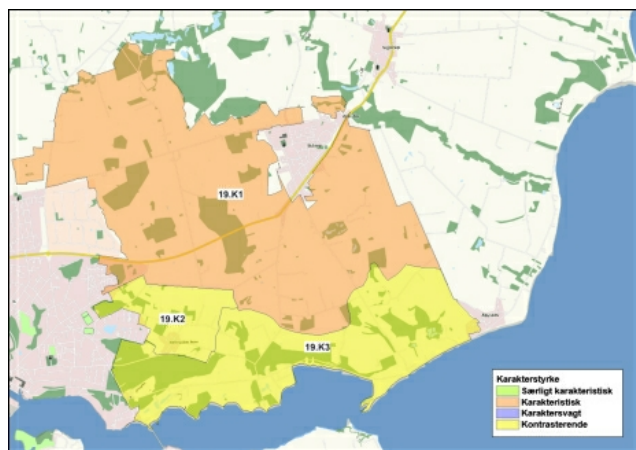 19.K1
19.K2
19.K3
Karakterstyrke
Særligt karakteristisk
Karakteristisk
Karaktersvagt
Kontrasterende